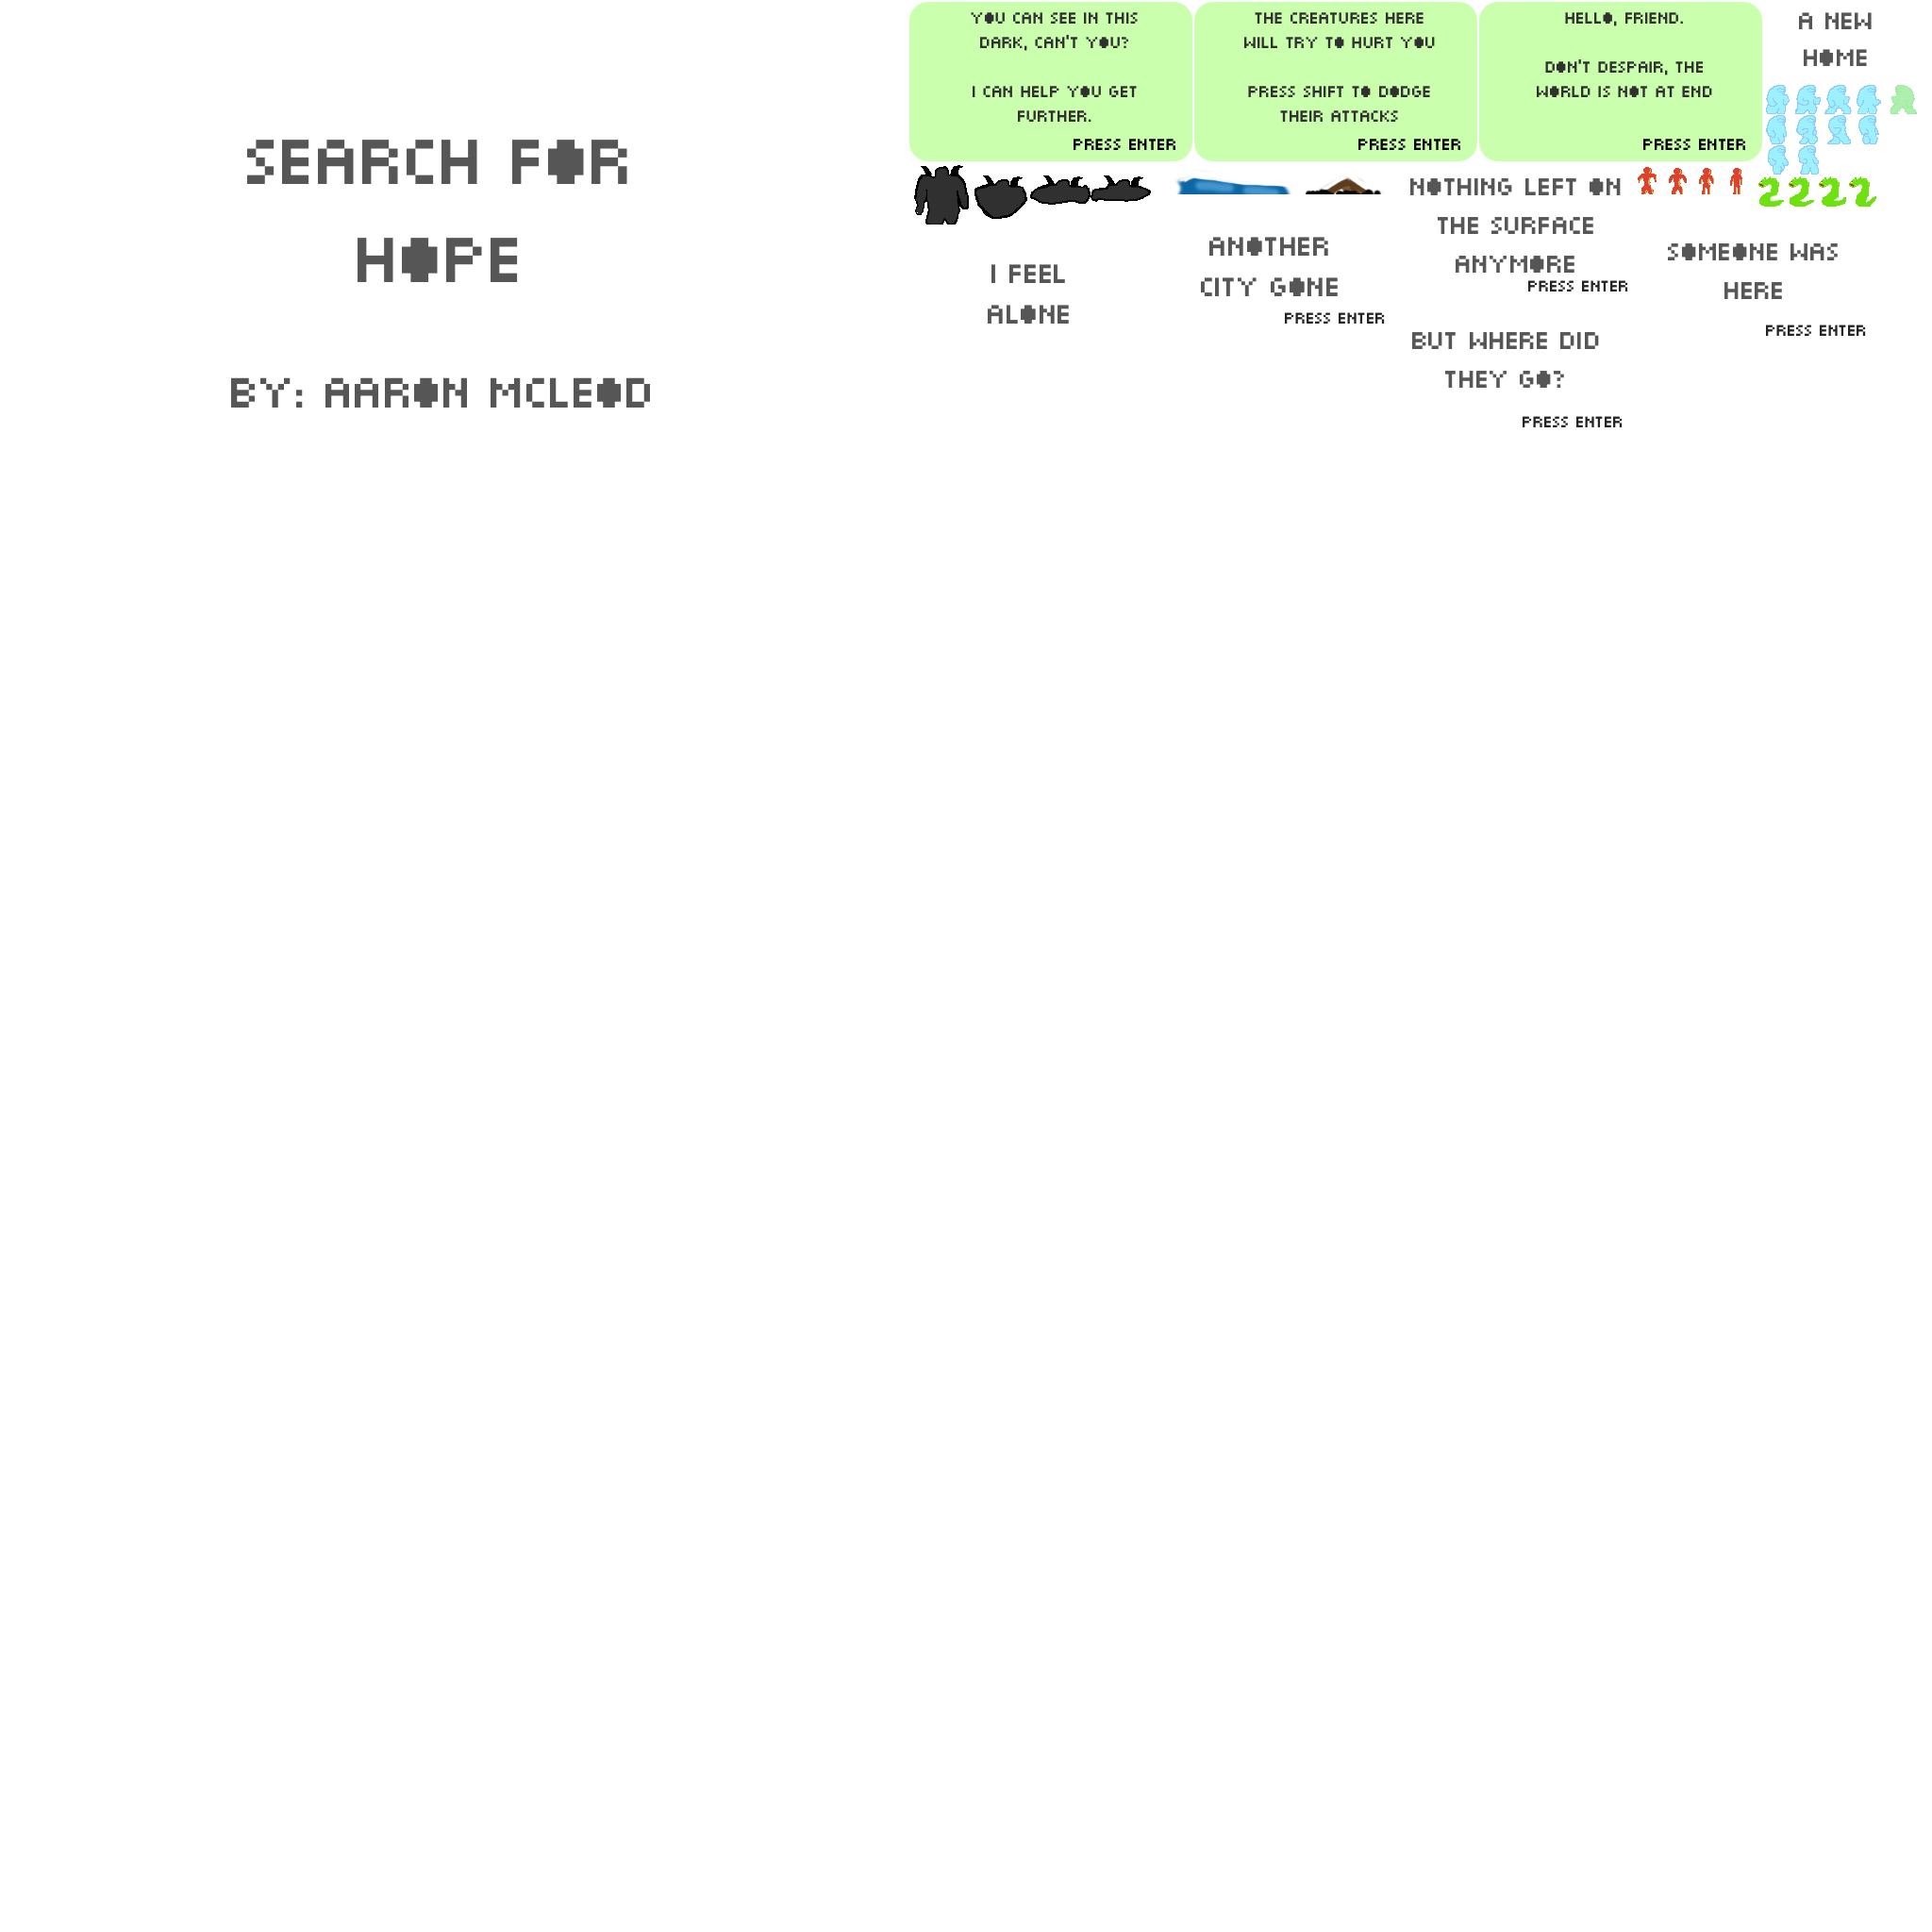 SEARCH FOR
HOPE
BY: AARON MCLEOD
YOU CAN SEE IN THIS
DARK, CAN'T YOU?
I CAN HELP YOU GET
FURTHER.
PRESS ENTER
THE CREATURES HERE
WILL TRY TO HURT YOU
PRESS SHIFT TO DODGE
THEIR ATTACKS
PRESS ENTER
HELLO, FRIEND.
DON'T DESPAIR, THE
WORLD IS NOT AT END
PRESS ENTER
A NEW
HOME
I FEEL
ALONE
ANOTHER
CITY GONE
PRESS ENTER
NOTHING LEFT ON
THE SURFACE
ANYMORE
PRESS ENTER
BUT WHERE DID
THEY GO?
PRESS ENTER
SOMEONE WAS
HERE
PRESS ENTER